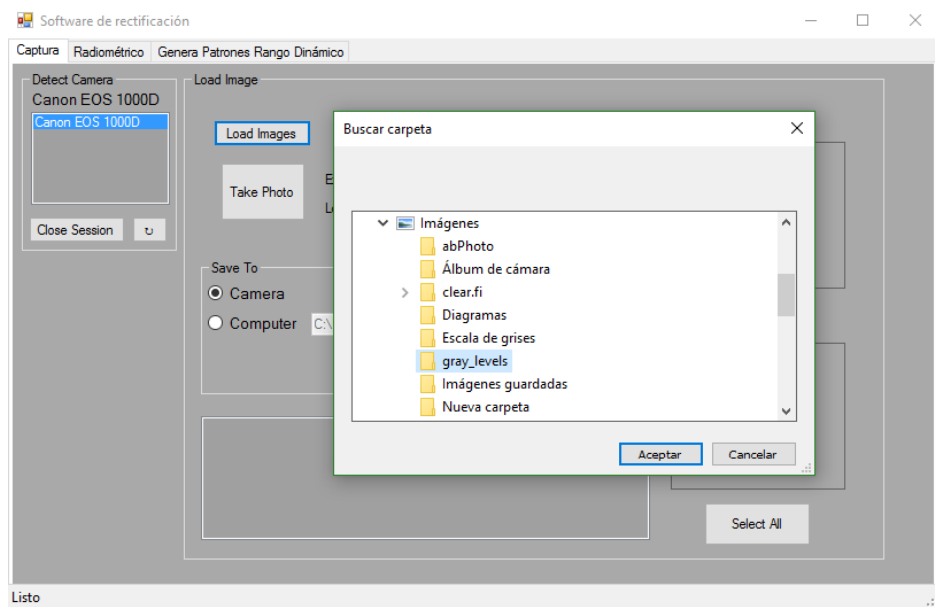 Software de rectificación
Captura Radiométrico Genera Patrones Rango Dinámico
Detect Camera
Canon EOS 1000D
Canon EOS 1000D
Close Session
Load Image
Load Images
Take Photo
Save To
Camera
Computer C:\
Buscar carpeta
Imágenes
abPhoto
Álbum de cámara
clear.fi
Diagramas
Escala de grises
gray_levels
Imágenes guardadas
Nueva carpeta
Aceptar Cancelar
Select All
Listo